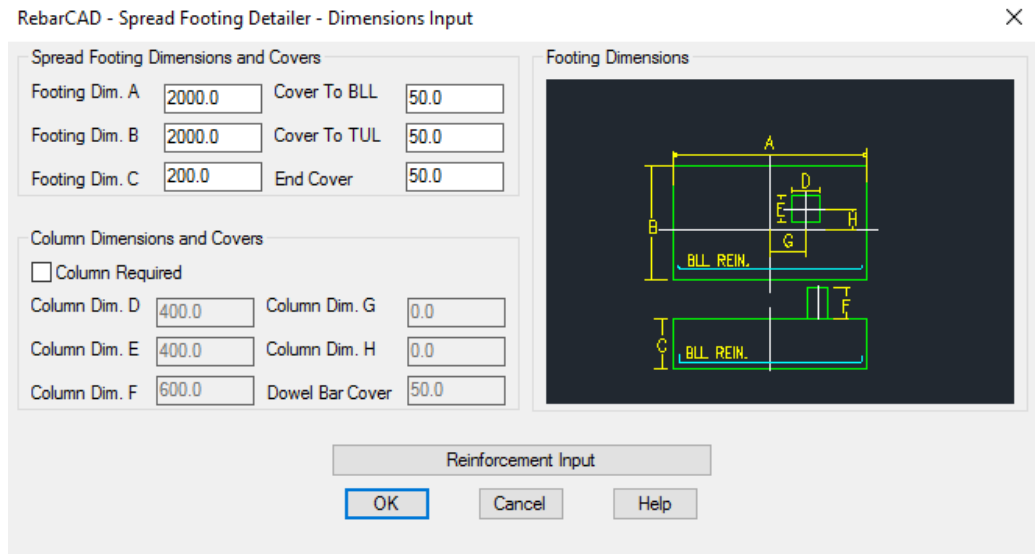 RebarCAD - Spread Footing Detailer - Dimensions Input
Spread Footing Dimensions and Covers
Footing Dim. A 2000.0 Cover To BLL 50.0
Footing Dim. B 2000.0 Cover To TUL 50.0
Footing Dim. C 200.0 End Cover 50.0
Column Dimensions and Covers
Column Required
Column Dim. D 400.0 Column Dim. G 0.0
Column Dim. E 400.0 Column Dim. H 0.0
Column Dim. F 600.0 Dowel Bar Cover 50.0
Footing Dimensions
A
D
E
H
B
G
BLL REIN.
F
C
BLL REIN.
Reinforcement Input
OK Cancel Help